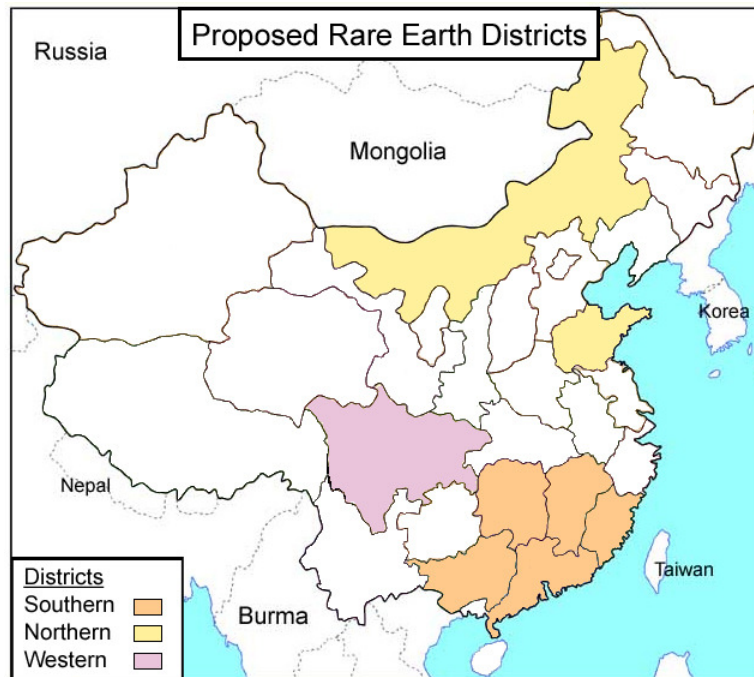 Proposed Rare Earth Districts
Russia
Mongolia
Korea
Nepal
Taiwan
Burma
Districts
Southern
Northern
Western